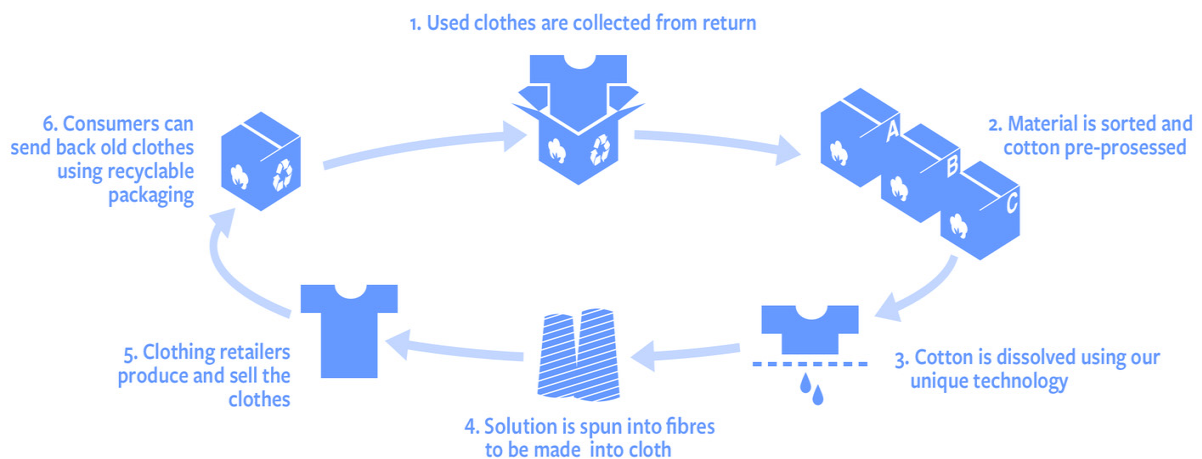 1. Used clothes are collected from return
A
B
C
2. Material is sorted and
cotton pre-prosessed
3. Cotton is dissolved using our
unique technology
4. Solution is spun into fibres
to be made into cloth
5. Clothing retailers
produce and sell the
clothes
6. Consumers can
send back old clothes
using recyclable
packaging